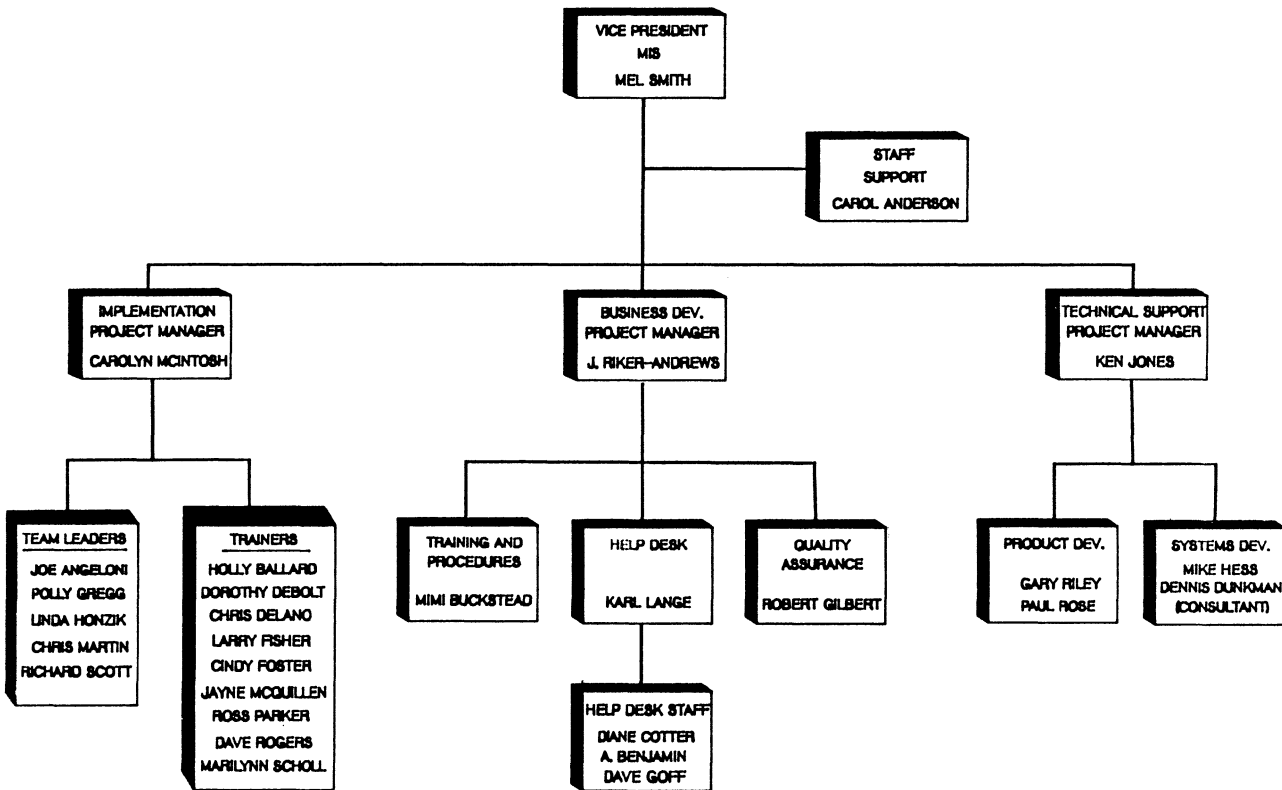 VICE PRESIDENT
MIS
MEL SMITH
STAFF
SUPPORT
CAROL ANDERSON
IMPLEMENTATION
PROJECT MANAGER
CAROLYN MCINTOSH
BUSINESS DEV.
PROJECT MANAGER
J. RIKER-ANDREWS
TECHNICAL SUPPORT
PROJECT MANAGER
KEN JONES
TEAM LEADERS
JOE ANGELONI
POLLY GREGG
LINDA HONZIK
CHRIS MARTIN
RICHARD SCOTT
TRAINERS
HOLLY BALLARD
DOROTHY DEBOLT
CHRIS DELANO
LARRY FISHER
CINDY FOSTER
JAYNE MCQUILLEN
ROSS PARKER
DAVE ROGERS
MARILYNN SCHOLL
TRAINING AND
PROCEDURES
MIMI BUCKSTEAD
HELP DESK
KARL LANGE
QUALITY
ASSURANCE
ROBERT GILBERT
PRODUCT DEV.
GARY RILEY
PAUL ROSE
SYSTEMS DEV.
MIKE HESS
DENNIS DUNKMAN
(CONSULTANT)
HELP DESK STAFF
DIANE COTTER
A. BENJAMIN
DAVE GOFF